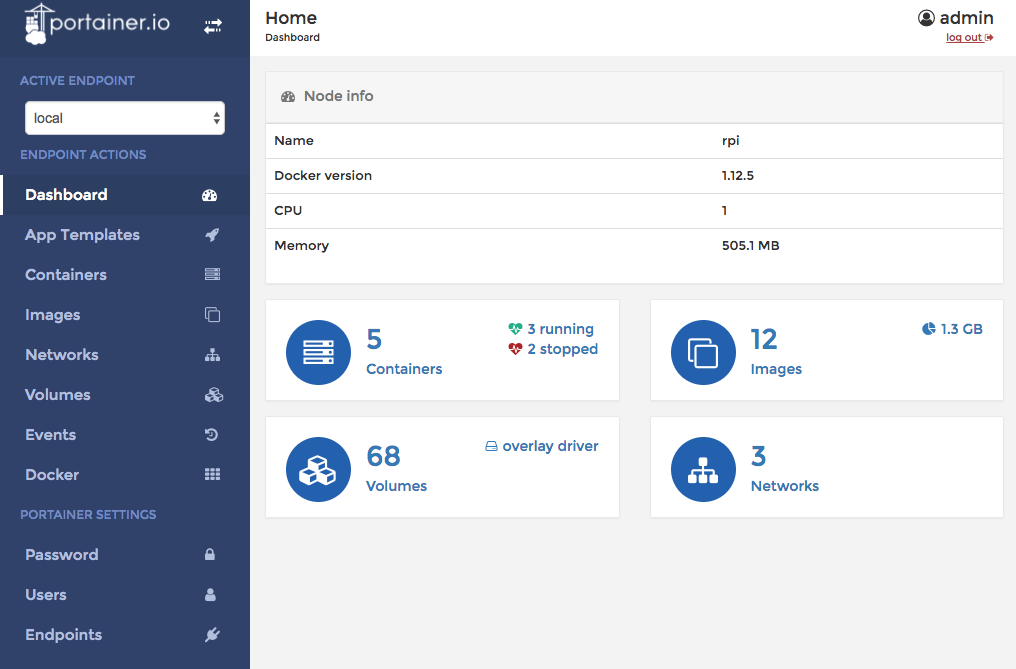 portainer.io
ACTIVE ENDPOINT
local
ENDPOINT ACTIONS
Dashboard
App Templates
Containers
Images
Networks
Volumes
Events
Docker
PORTAINER SETTINGS
Password
Users
Endpoints
Home
Dashboard
admin
log out
Node info
Name rpi
Docker version 1.12.5
CPU 1
Memory 505.1 MB
5
Containers
3 running
2 stopped
12
Images
1.3 GB
68
Volumes
overlay driver
3
Networks